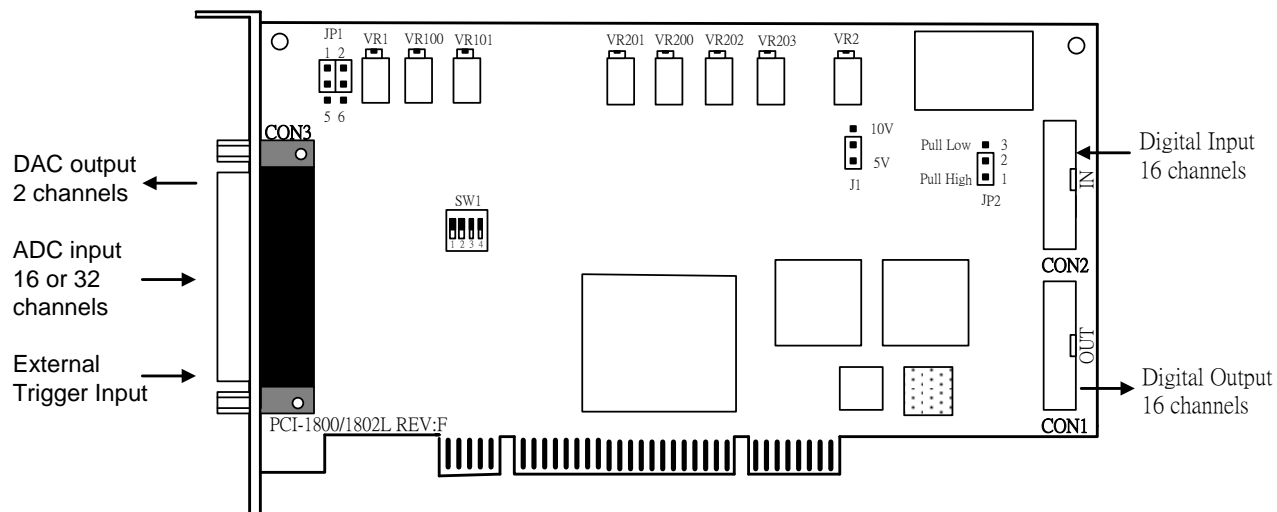 JP1
1 2
5 6
VR1
VR100
VR101
VR201
VR200
VR202
VR203
VR2
CON3
DAC output
2 channels
ADC input
16 or 32
channels
External
Trigger Input
SW1
1 2 3 4
10V
5V
J1
Pull Low
3
2
Pull High
1
JP2
IN
CON2
Digital Input
16 channels
OUT
CON1
Digital Output
16 channels
PCI-1800/1802L REV:F